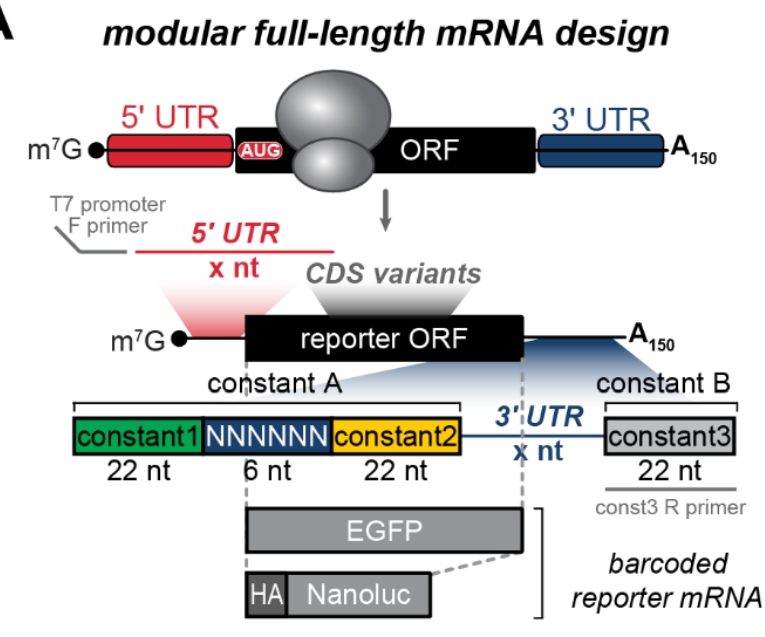 A
modular full-length mRNA design
5' UTR
3' UTR
m⁷G
AUG
ORF
A₁₅₀
T7 promoter
F primer
5' UTR
x nt
CDS variants
m⁷G
reporter ORF
A₁₅₀
constant A
constant B
constant1 NNNNNN constant2
3' UTR
x nt
constant3
22 nt
6 nt
22 nt
22 nt
const3 R primer
EGFP
HA Nanoluc
barcoded
reporter mRNA